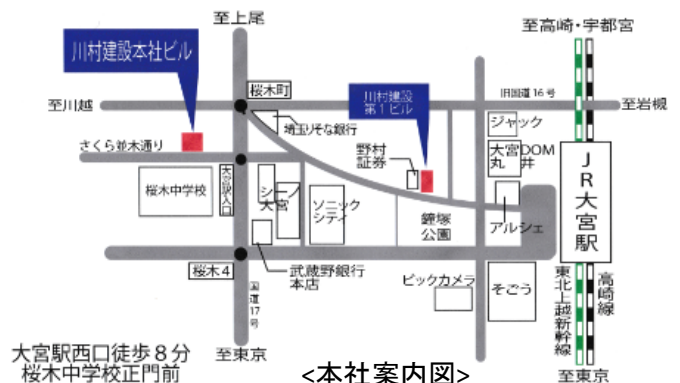 至上尾
至高崎・宇都宮
川村建設本社ビル
桜木町
川村建設
第1ビル
旧国道16号
至川越
至岩槻
埼玉りそな銀行
ジャック
さくら並木通り
野村
証券
大宮DOM
丸井
JR大宮駅
桜木中学校
大宮駅入口
シーノ
大宮
ソニック
シティ
鐘塚
公園
アルシェ
桜木4
武蔵野銀行
本店
国道17号
ビックカメラ
そごう
東北上越新幹線
高崎線
大宮駅西口徒歩8分
桜木中学校正門前
至東京
<本社案内図>
至東京